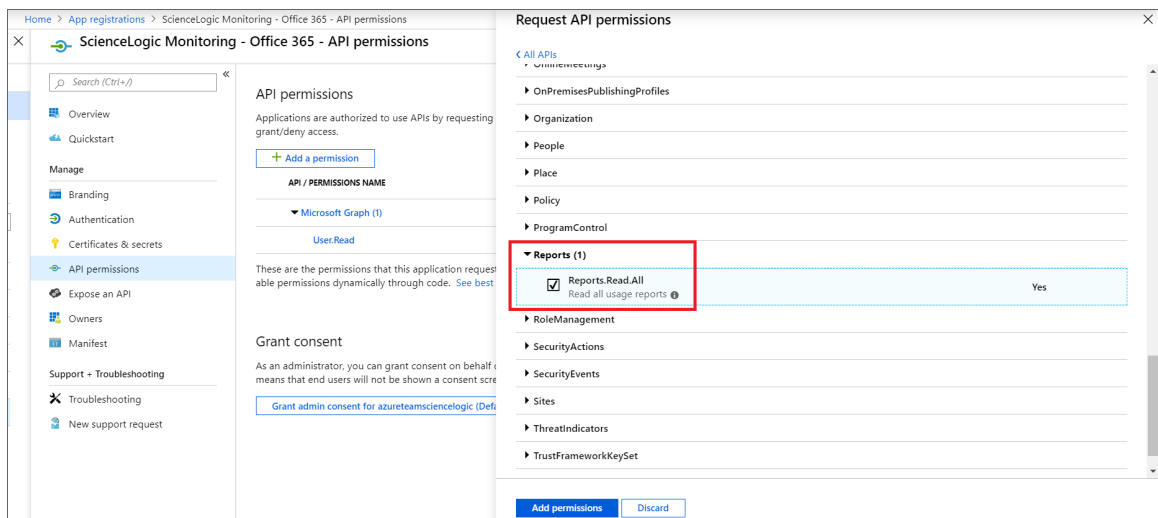 Home > App registrations > ScienceLogic Monitoring - Office 365 - API permissions
ScienceLogic Monitoring - Office 365 - API permissions
Search (Ctrl+/)
Overview
Quickstart
Manage
Branding
Authentication
Certificates & secrets
API permissions
Expose an API
Owners
Manifest
Support + Troubleshooting
Troubleshooting
New support request
API permissions
Applications are authorized to use APIs by requesting
grant/deny access.
+ Add a permission
API / PERMISSIONS NAME
Microsoft Graph (1)
User.Read
These are the permissions that this application request
able permissions dynamically through code. See best
Grant consent
As an administrator, you can grant consent on behalf
means that end users will not be shown a consent scre
Grant admin consent for azureteamsciencelogic (Defa
Request API permissions
All APIs
OnlineMeetings
OnPremisesPublishingProfiles
Organization
People
Place
Policy
ProgramControl
Reports (1)
Reports.Read.All
Read all usage reports
Yes
RoleManagement
SecurityActions
SecurityEvents
Sites
ThreatIndicators
TrustFrameworkKeySet
Add permissions
Discard